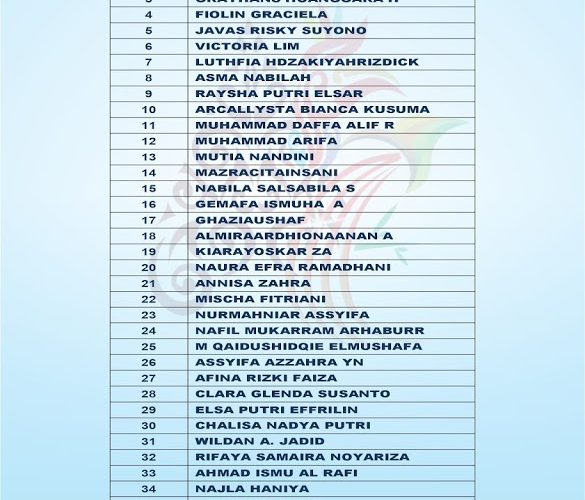 4 FIOLIN GRACIELA
5 JAVAS RISKY SUYONO
6 VICTORIA LIM
7 LUTHFIA HDZAKIYAHRIZDICK
8 ASMA NABILAH
9 RAYSHA PUTRI ELSAR
10 ARCALLYSTA BIANCA KUSUMA
11 MUHAMMAD DAFFA ALIF R
12 MUHAMMAD ARIFA
13 MUTIA NANDINI
14 MAZRACITAINSANI
15 NABILA SALSABILA S
16 GEMAFA ISMUHA A
17 GHAZIAUSHAF
18 ALMIRAARDHIONAANAN A
19 KIARAYOSKAR ZA
20 NAURA EFRA RAMADHANI
21 ANNISA ZAHRA
22 MISCHA FITRIANI
23 NURMAHNIAR ASSYIFA
24 NAFIL MUKARRAM ARHABURR
25 M QAIDUSHIDQIE ELMUSHAFA
26 ASSYIFA AZZAHRA YN
27 AFINA RIZKI FAIZA
28 CLARA GLENDA SUSANTO
29 ELSA PUTRI EFFRILIN
30 CHALISA NADYA PUTRI
31 WILDAN A. JADID
32 RIFAYA SAMAIRA NOYARIZA
33 AHMAD ISMU AL RAFI
34 NAJLA HANIYA